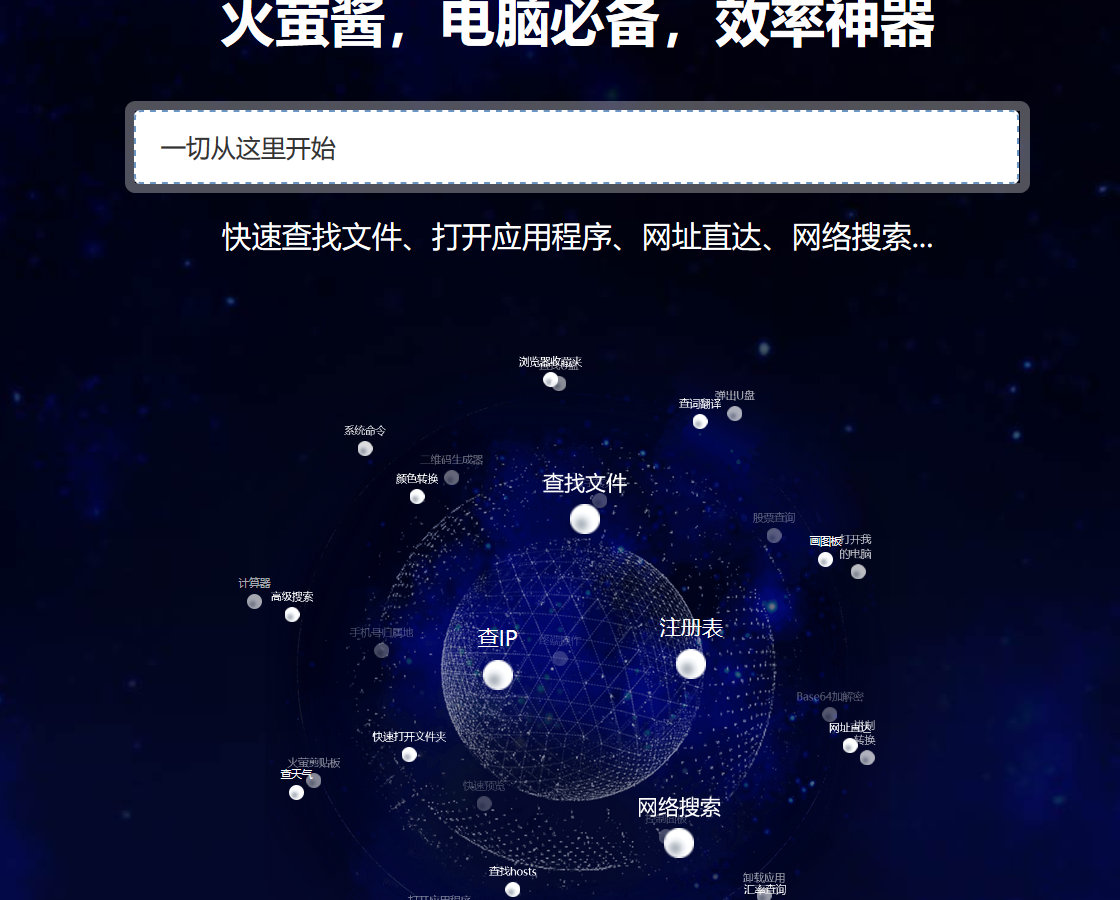 火萤酱，电脑必备，效率神器
一切从这里开始
快速查找文件、打开应用程序、网址直达、网络搜索...
浏览器收藏夹
弹出U盘
查词翻译
系统命令
二维码生成器
颜色转换
查找文件
股票查询
画图板
打开我
的电脑
计算器
高级搜索
手机号归属地
查IP
注册表
Base64加解密
网址直达
进制
转换
快速打开文件夹
火萤剪贴板
查天气
快速预览
网络搜索
控制面板
查找hosts
卸载应用
汇率查询
打开应用程序